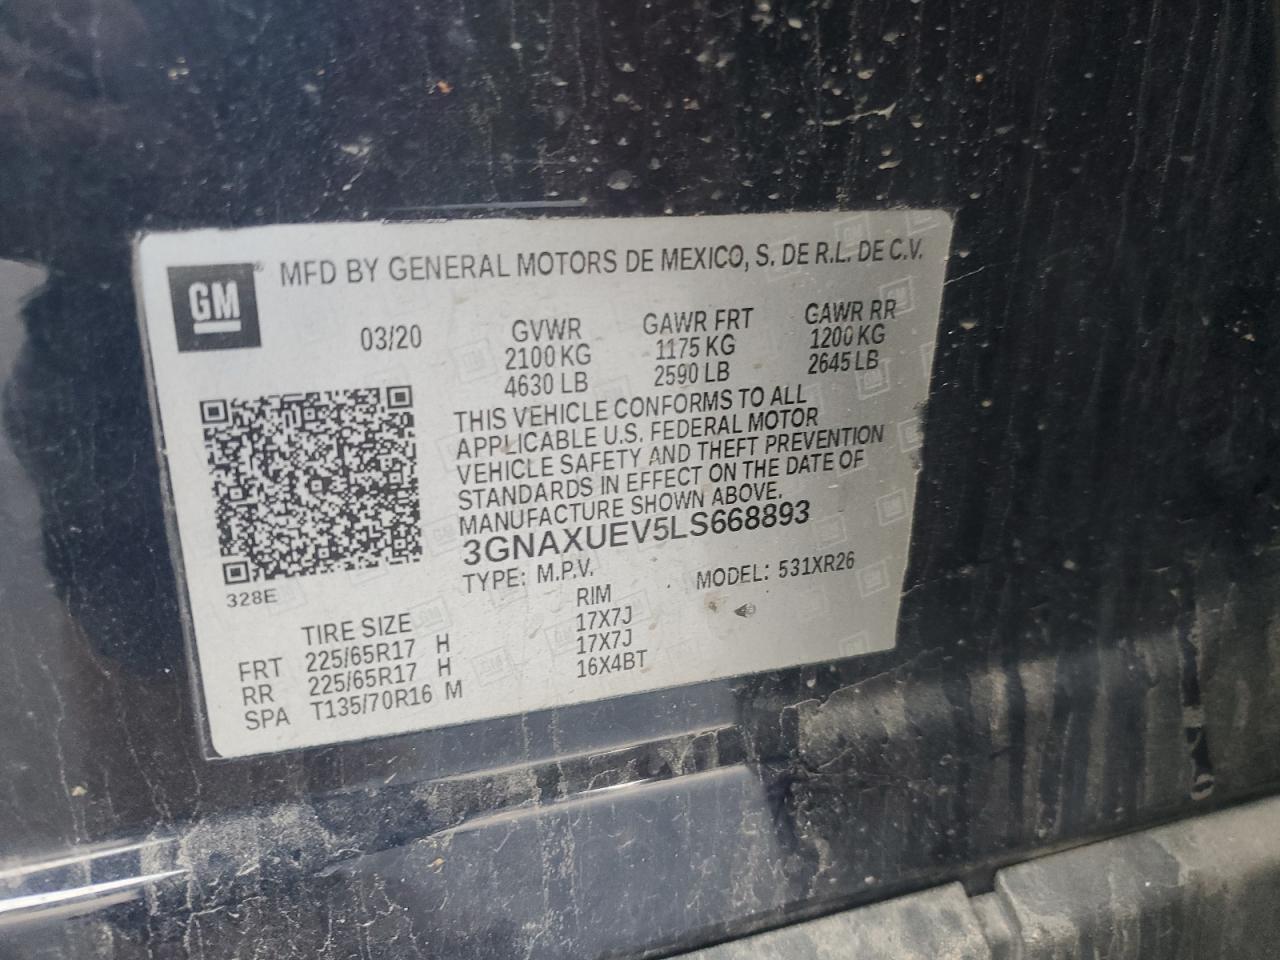 GM
MFD BY GENERAL MOTORS DE MEXICO, S. DE R.L. DE C.V.
03/20 GVWR GAWR FRT GAWR RR
2100 KG 1175 KG 1200 KG
4630 LB 2590 LB 2645 LB
THIS VEHICLE CONFORMS TO ALL
APPLICABLE U.S. FEDERAL MOTOR
VEHICLE SAFETY AND THEFT PREVENTION
STANDARDS IN EFFECT ON THE DATE OF
MANUFACTURE SHOWN ABOVE.
3GNAXUEV5LS668893
TYPE: M.P.V. MODEL: 531XR26
328E
TIRE SIZE RIM
FRT 225/65R17 H 17X7J
RR 225/65R17 H 17X7J
SPA T135/70R16 M 16X4BT